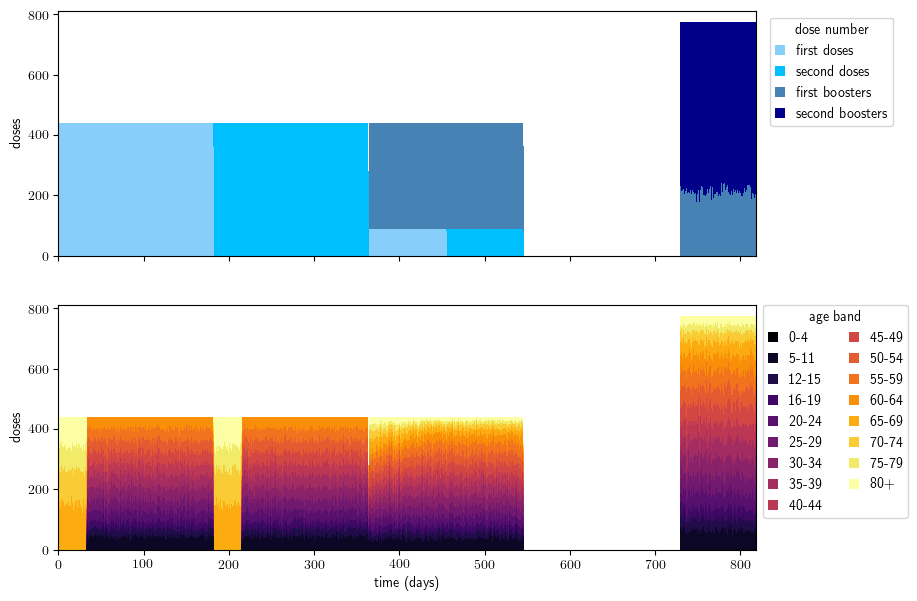 800
600
400
200
0
doses
dose number
first doses
second doses
first boosters
second boosters
800
600
400
200
0
doses
0 100 200 300 400 500 600 700 800
time (days)
age band
0-4 45-49
5-11 50-54
12-15 55-59
16-19 60-64
20-24 65-69
25-29 70-74
30-34 75-79
35-39 80+
40-44